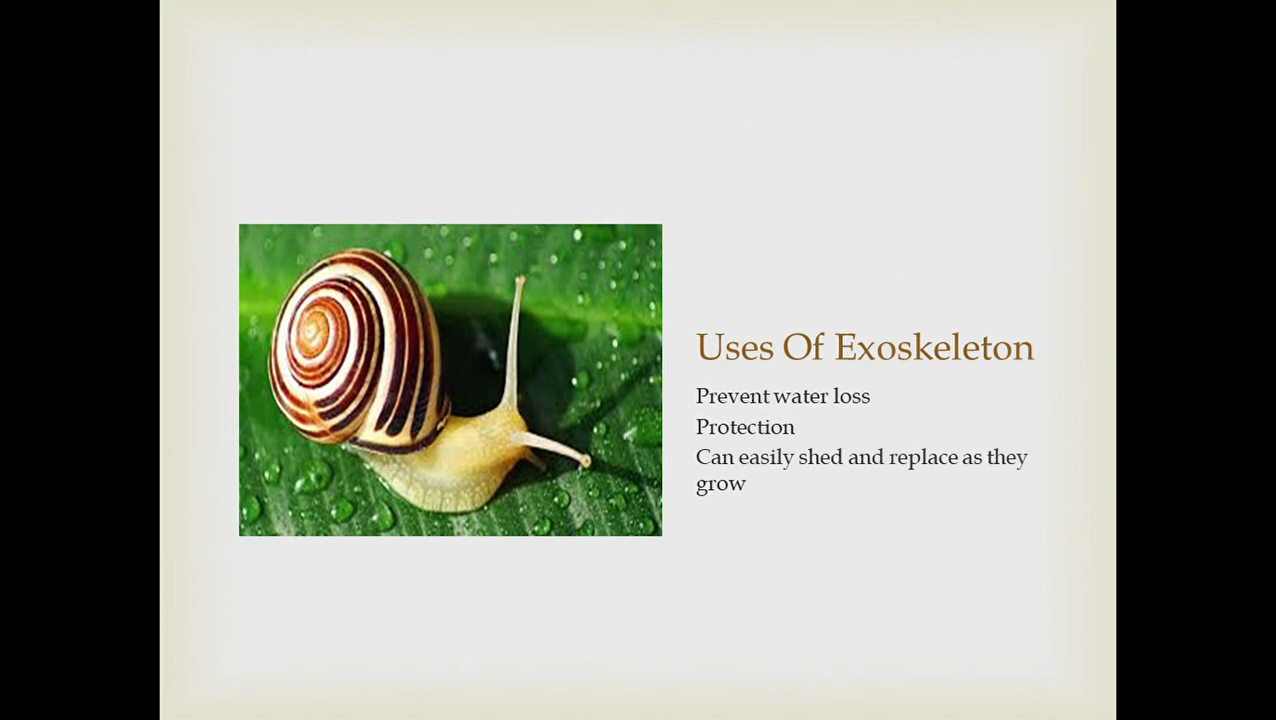 Uses Of Exoskeleton
Prevent water loss
Protection
Can easily shed and replace as they
grow